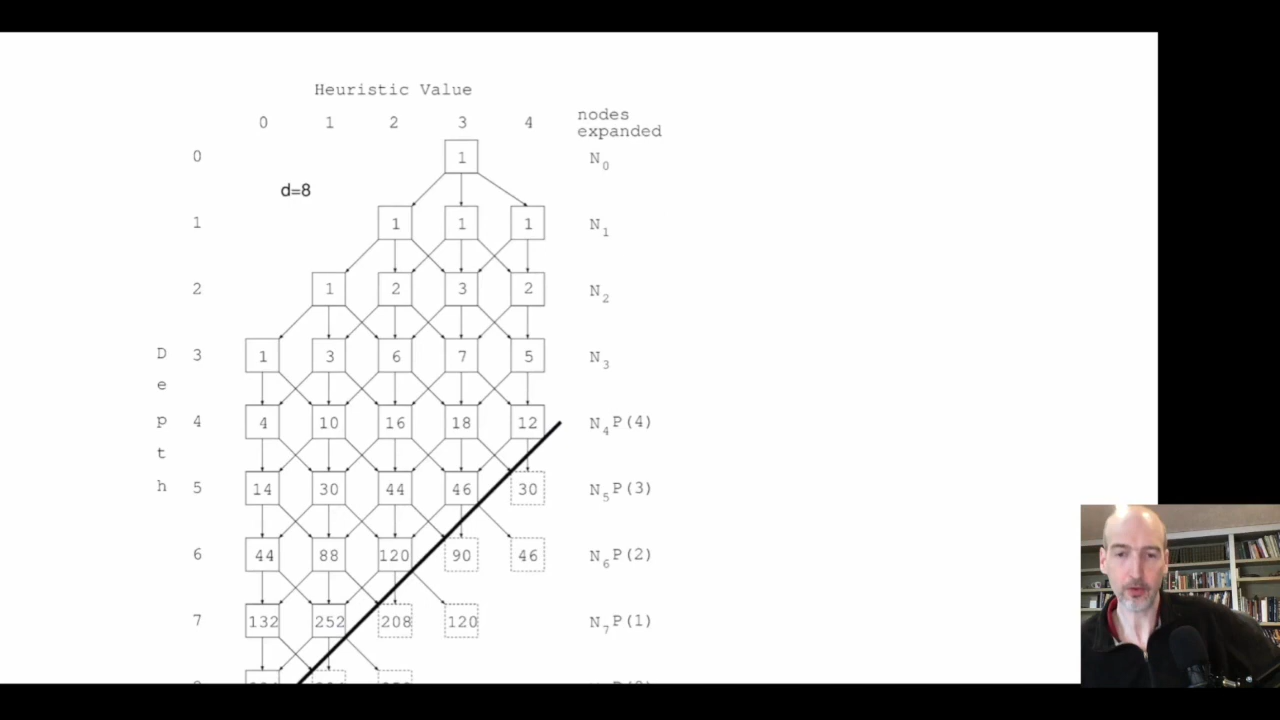 Heuristic Value
0 1 2 3 4 nodes
expanded
0 1 N0
d=8
1 1 1 1 N1
2 1 2 3 2 N2
3 1 3 6 7 5 N3
Depth
4 4 10 16 18 12 N4P(4)
5 14 30 44 46 30 N5P(3)
6 44 88 120 90 46 N6P(2)
7 132 252 208 120 N7P(1)